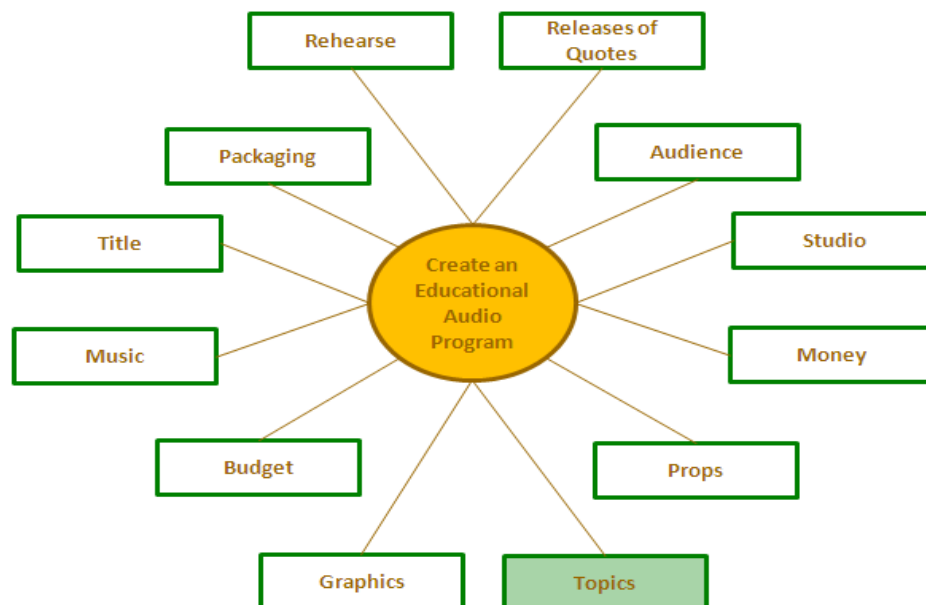 Rehearse
Releases of
Quotes
Packaging
Audience
Title
Studio
Create an
Educational
Audio
Program
Music
Money
Budget
Props
Graphics
Topics